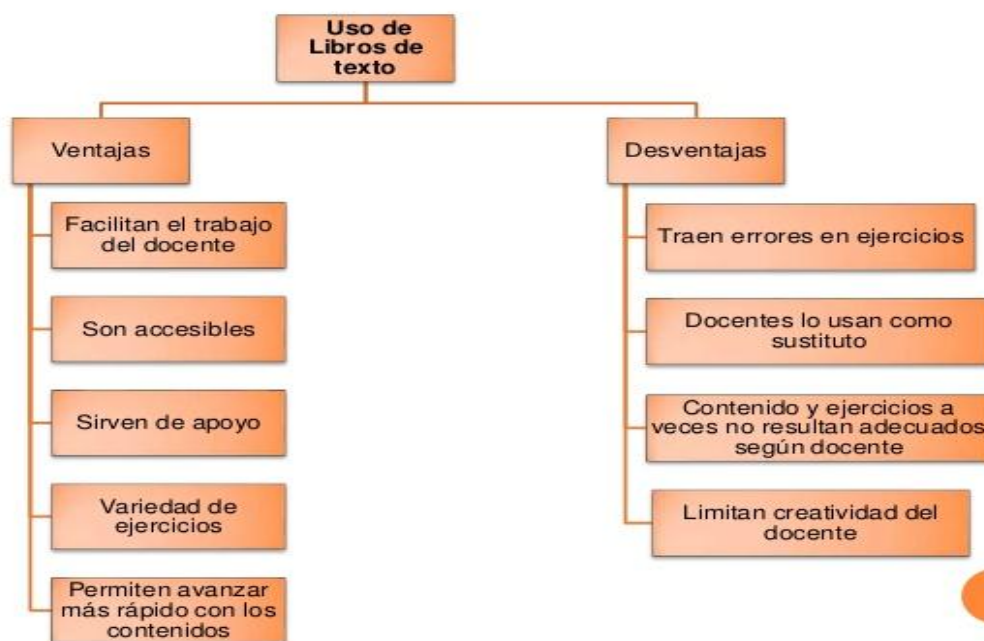 Uso de
Libros de
texto
Ventajas
Facilitan el trabajo
del docente
Son accesibles
Sirven de apoyo
Variedad de
ejercicios
Permiten avanzar
más rápido con los
contenidos
Desventajas
Traen errores en ejercicios
Docentes lo usan como
sustituto
Contenido y ejercicios a
veces no resultan adecuados
según docente
Limitan creatividad del
docente